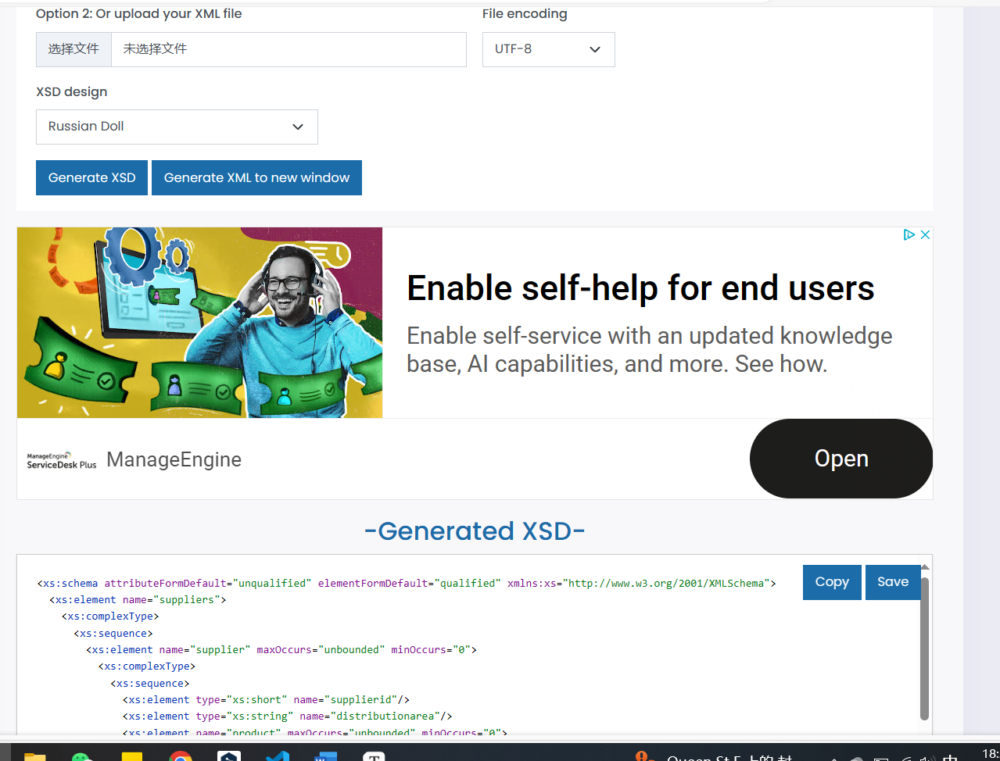 Option 2: Or upload your XML file
File encoding
选择文件 未选择文件
UTF-8
XSD design
Russian Doll
Generate XSD
Generate XML to new window
Enable self-help for end users
Enable self-service with an updated knowledge
base, AI capabilities, and more. See how.
ManageEngine
ServiceDesk Plus
ManageEngine
Open
-Generated XSD-
Copy
Save
<xs:schema attributeFormDefault="unqualified" elementFormDefault="qualified" xmlns:xs="http://www.w3.org/2001/XMLSchema">
<xs:element name="suppliers">
<xs:complexType>
<xs:sequence>
<xs:element name="supplier" maxOccurs="unbounded" minOccurs="0">
<xs:complexType>
<xs:sequence>
<xs:element type="xs:short" name="supplierid"/>
<xs:element type="xs:string" name="distributionarea"/>
<xs:element name="product" maxOccurs="unbounded" minOccurs="0">
18: